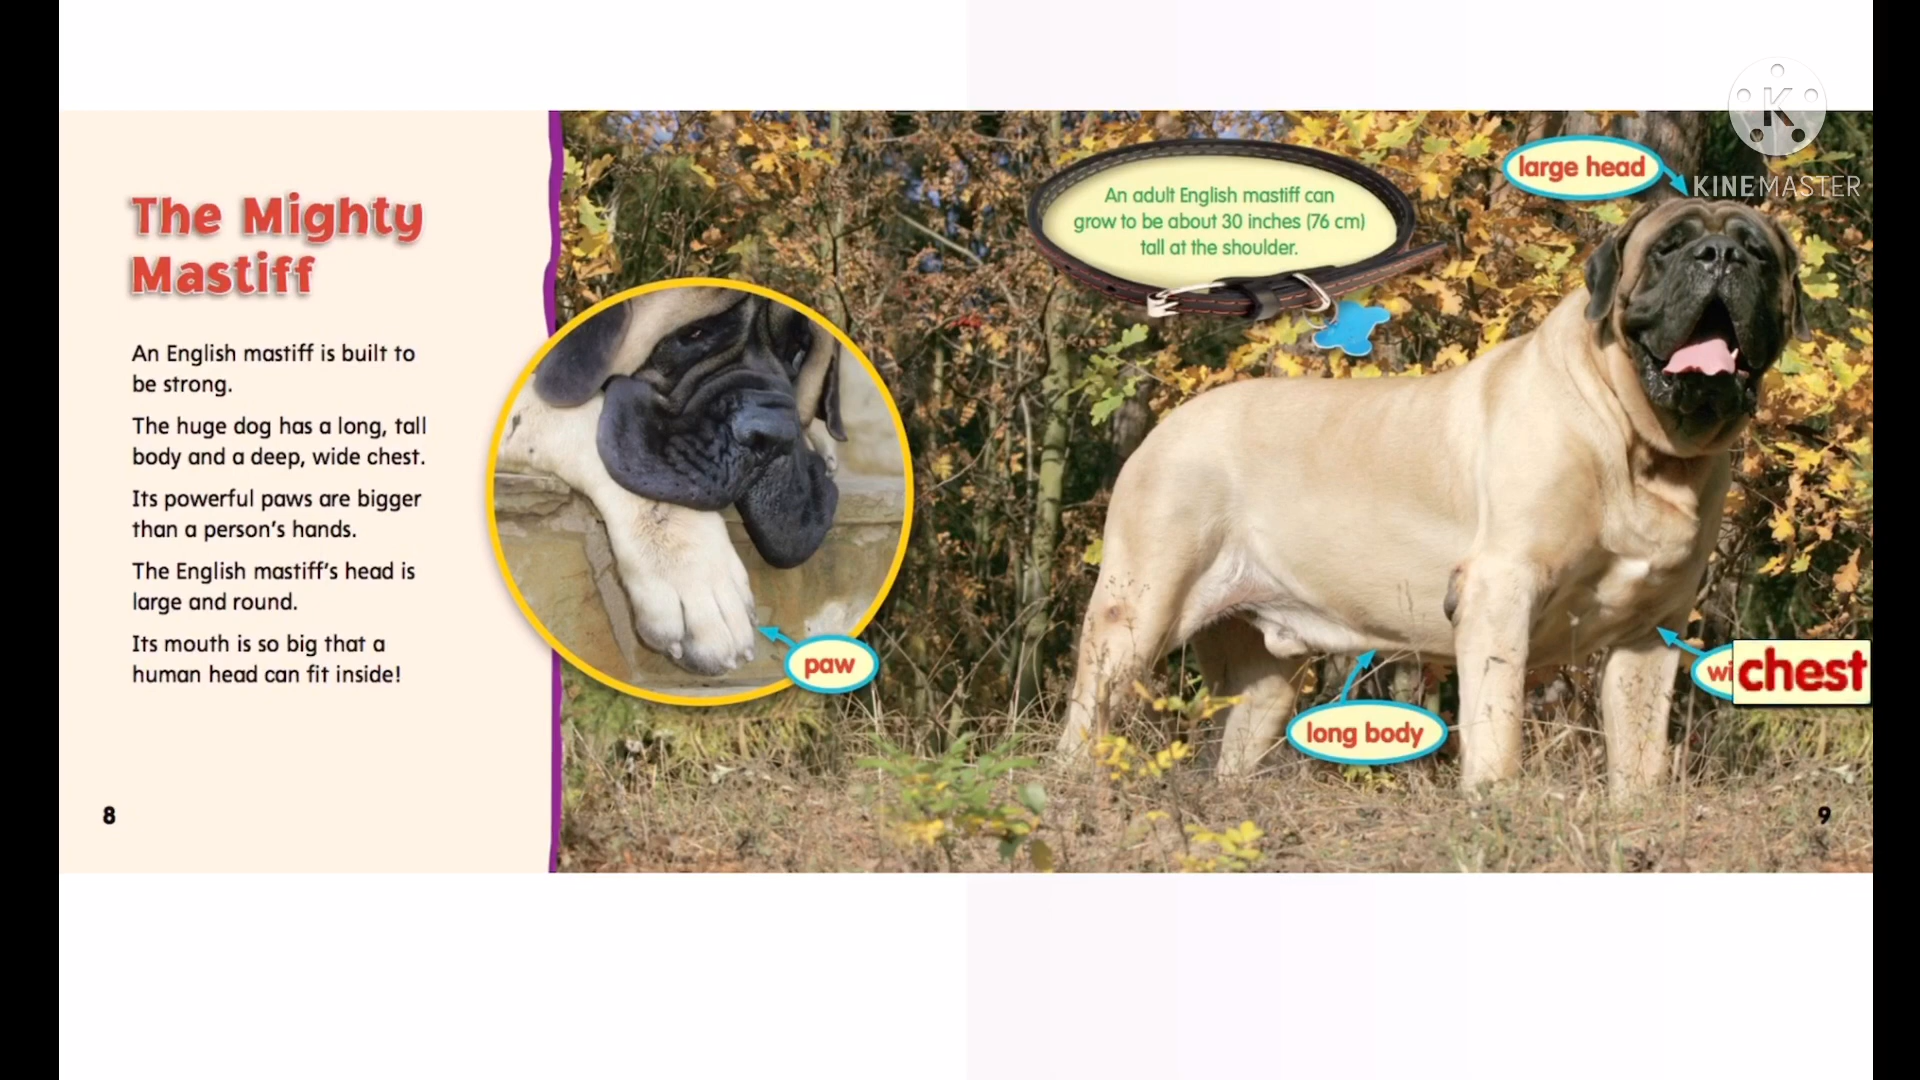 The Mighty
Mastiff
An English mastiff is built to
be strong.
The huge dog has a long, tall
body and a deep, wide chest.
Its powerful paws are bigger
than a person's hands.
The English mastiff's head is
large and round.
Its mouth is so big that a
human head can fit inside!
8
paw
An adult English mastiff can
grow to be about 30 inches (76 cm)
tall at the shoulder.
large head
K
KINEMASTER
long body
wi
chest
9